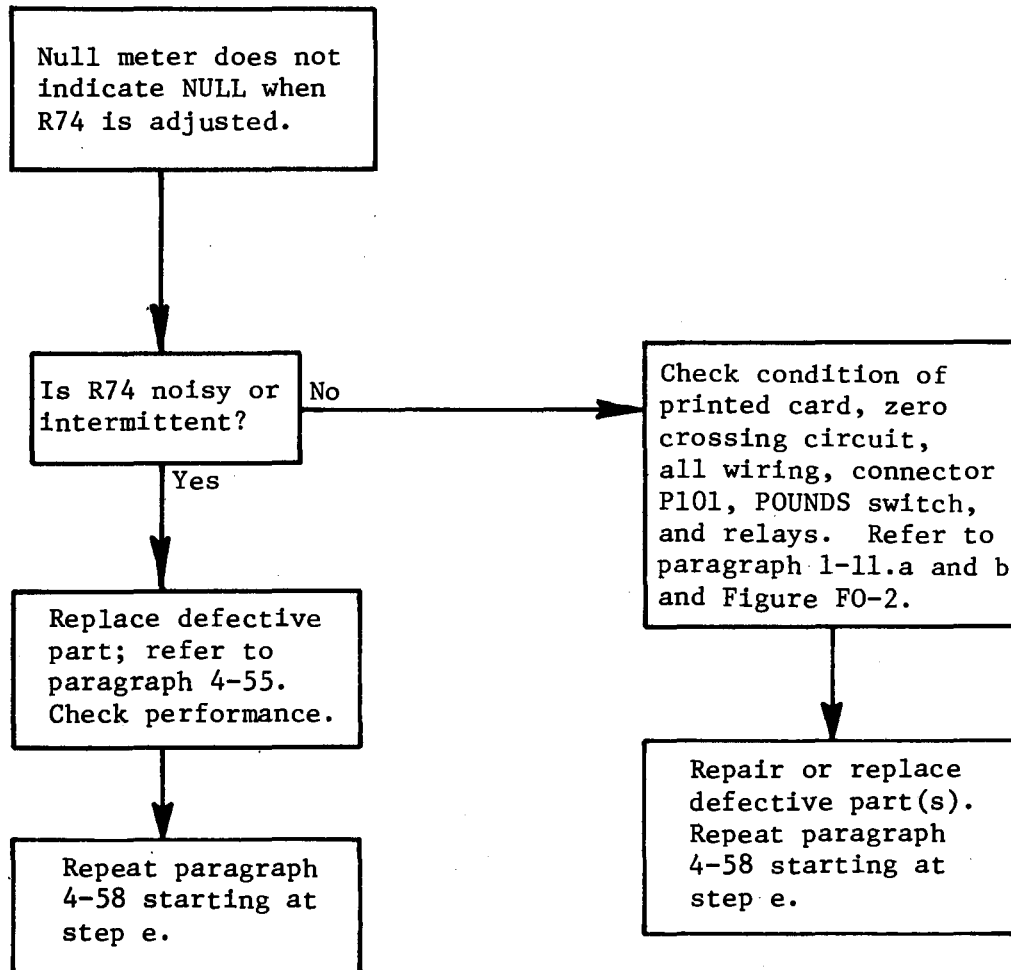 Null meter does not
indicate NULL when
R74 is adjusted.
Is R74 noisy or
intermittent?
No
Yes
Check condition of
printed card, zero
crossing circuit,
all wiring, connector
P101, POUNDS switch,
and relays. Refer to
paragraph 1-11.a and b
and Figure FO-2.
Replace defective
part; refer to
paragraph 4-55.
Check performance.
Repair or replace
defective part(s).
Repeat paragraph
4-58 starting at
step e.
Repeat paragraph
4-58 starting at
step e.